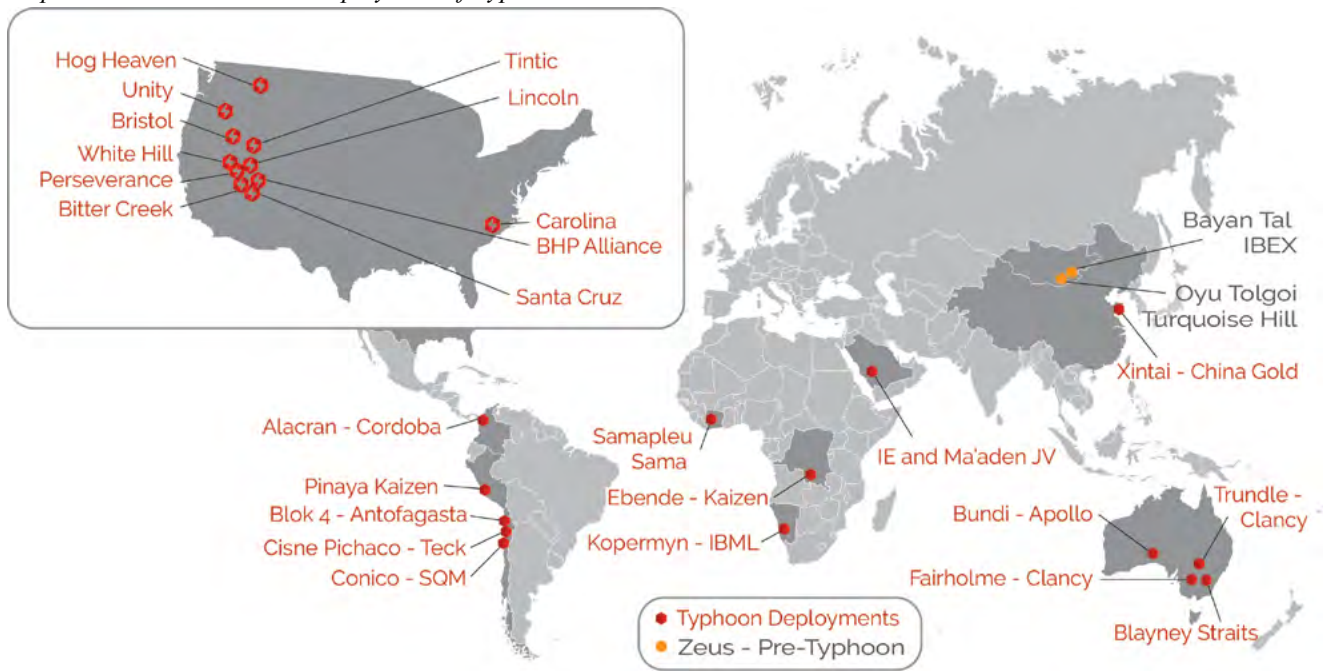 Hog Heaven
Unity
Bristol
White Hill
Perseverance
Bitter Creek
Tintic
Lincoln
Carolina
BHP Alliance
Santa Cruz
Bayan Tal
IBEX
Oyu Tolgoi
Turquoise Hill
Xintai - China Gold
Alacran - Cordoba
Pinaya Kaizen
Blok 4 - Antofagasta
Cisne Pichaco - Teck
Conico - SQM
Samapleu
Sama
Ebende - Kaizen
Kopermyn - IBML
IE and Ma'aden JV
Bundi - Apollo
Trundle -
Clancy
Fairholme - Clancy
Blayney Straits
Typhoon Deployments
Zeus - Pre-Typhoon